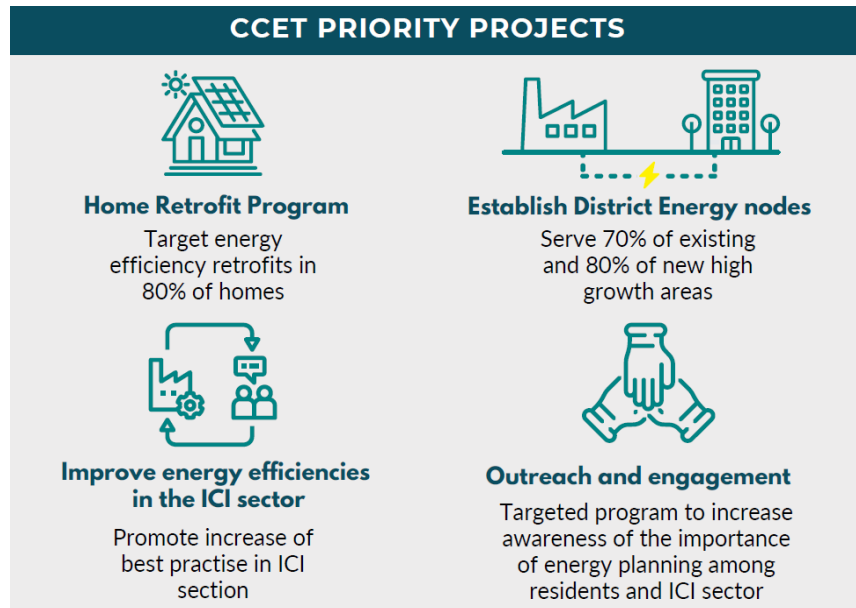 CCET PRIORITY PROJECTS
Home Retrofit Program
Target energy
efficiency retrofits in
80% of homes
Establish District Energy nodes
Serve 70% of existing
and 80% of new high
growth areas
Improve energy efficiencies
in the ICI sector
Promote increase of
best practise in ICI
section
Outreach and engagement
Targeted program to increase
awareness of the importance
of energy planning among
residents and ICI sector